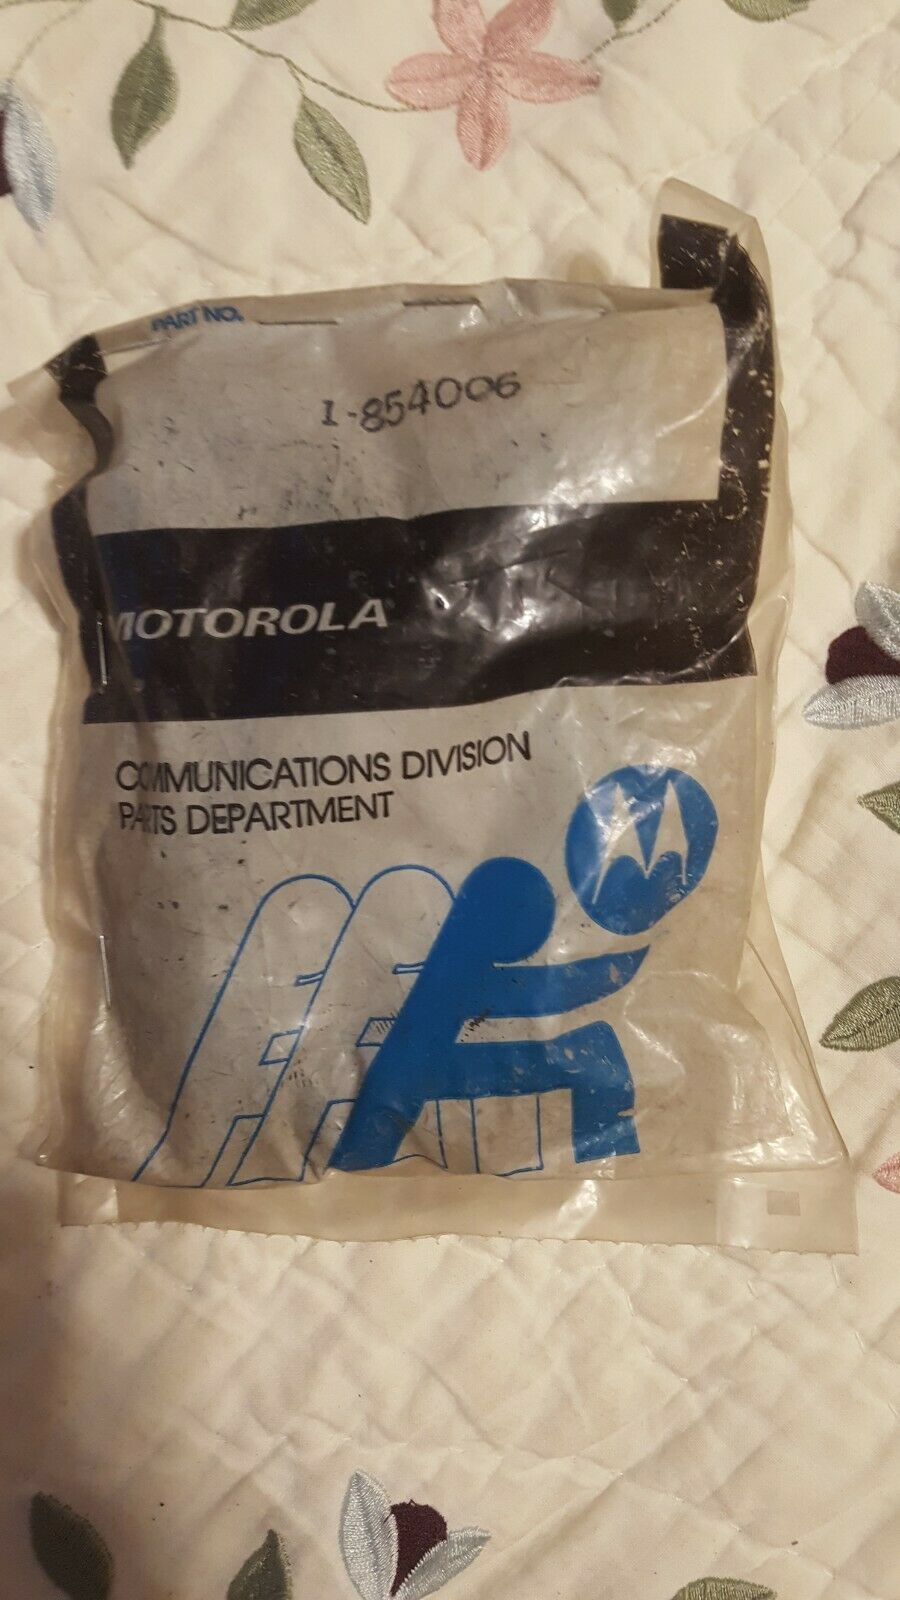 PART NO.
1-854006
MOTOROLA
COMMUNICATIONS DIVISION
PARTS DEPARTMENT